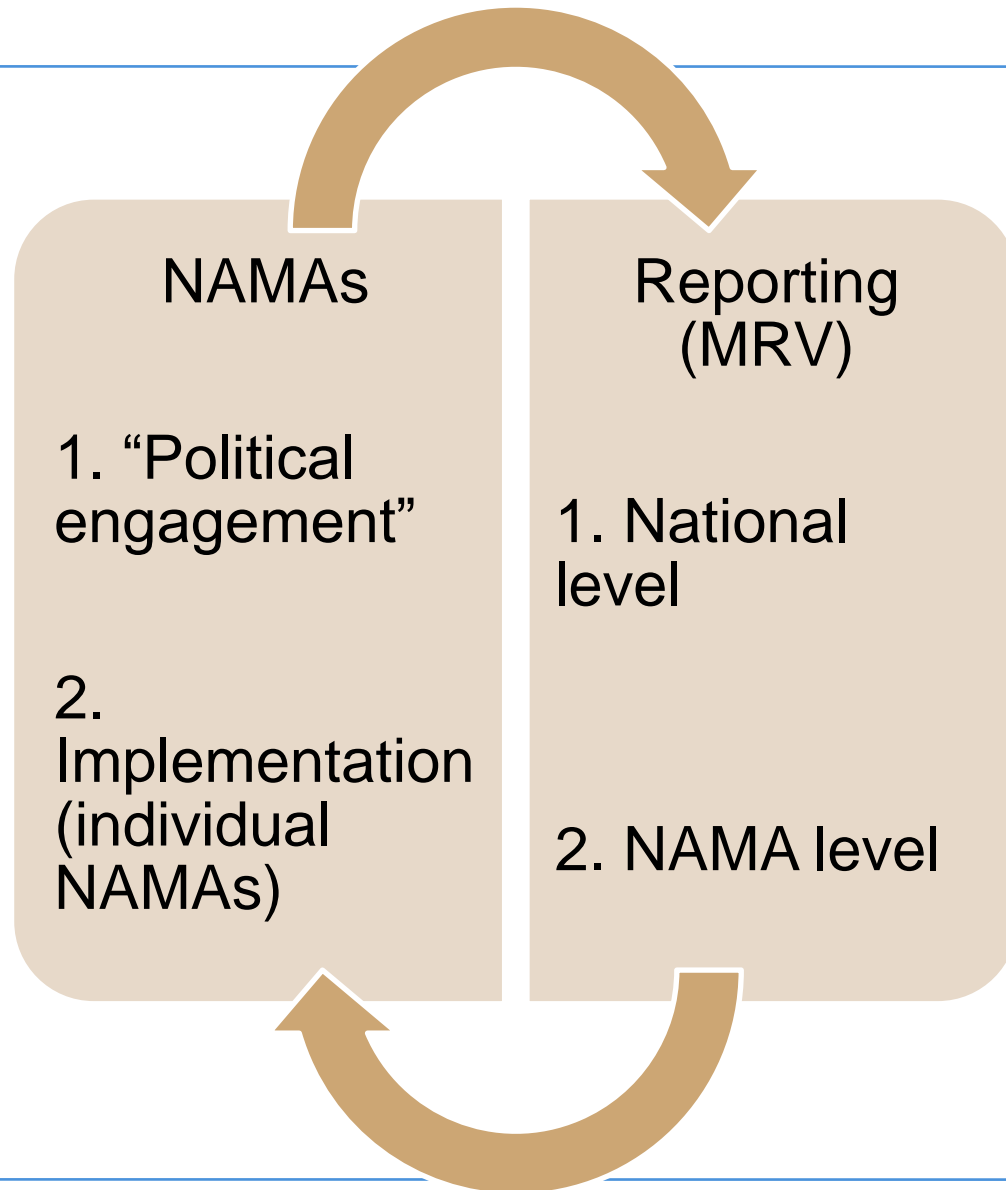 NAMAs
1. “Political
engagement”
2.
Implementation
(individual
NAMAs)
Reporting
(MRV)
1. National
level
2. NAMA level